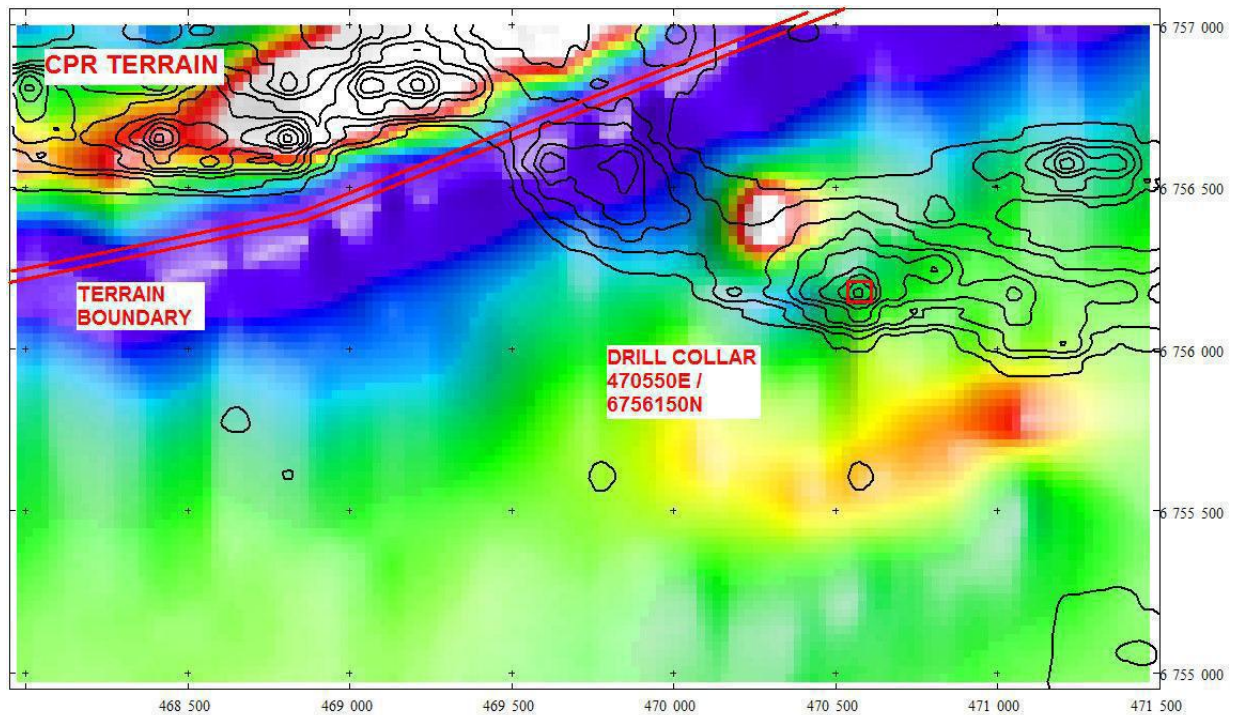 CPR TERRAIN
TERRAIN
BOUNDARY
DRILL COLLAR
470550E /
6756150N
6 757 000
6 756 500
6 756 000
6 755 500
6 755 000
468 500
469 000
469 500
470 000
470 500
471 000
471 500